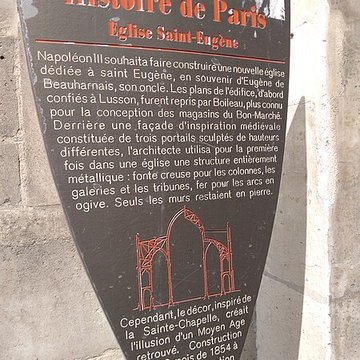 Histoire de Paris
Église Saint-Eugène
Napoléon III souhaita faire construire une nouvelle église
dédiée à saint Eugène, en souvenir d'Eugène de
Beauharnais, son oncle. Les plans de l'édifice, d'abord
confiés à Lusson, furent repris par Boileau, plus connu
pour la conception des magasins du Bon-Marché.
Derrière une façade d'inspiration médiévale
constituée de trois portails sculptés de hauteurs
différentes, l'architecte utilisa pour la première
fois dans une église une structure entièrement
métallique : fonte creuse pour les colonnes, les
galeries et les tribunes, fer pour les arcs en
ogive. Seuls les murs restaient en pierre.
Cependant, le décor, inspiré de
la Sainte-Chapelle, créait
l'illusion d'un Moyen Age
retrouvé. Construction
mois de 1854 à